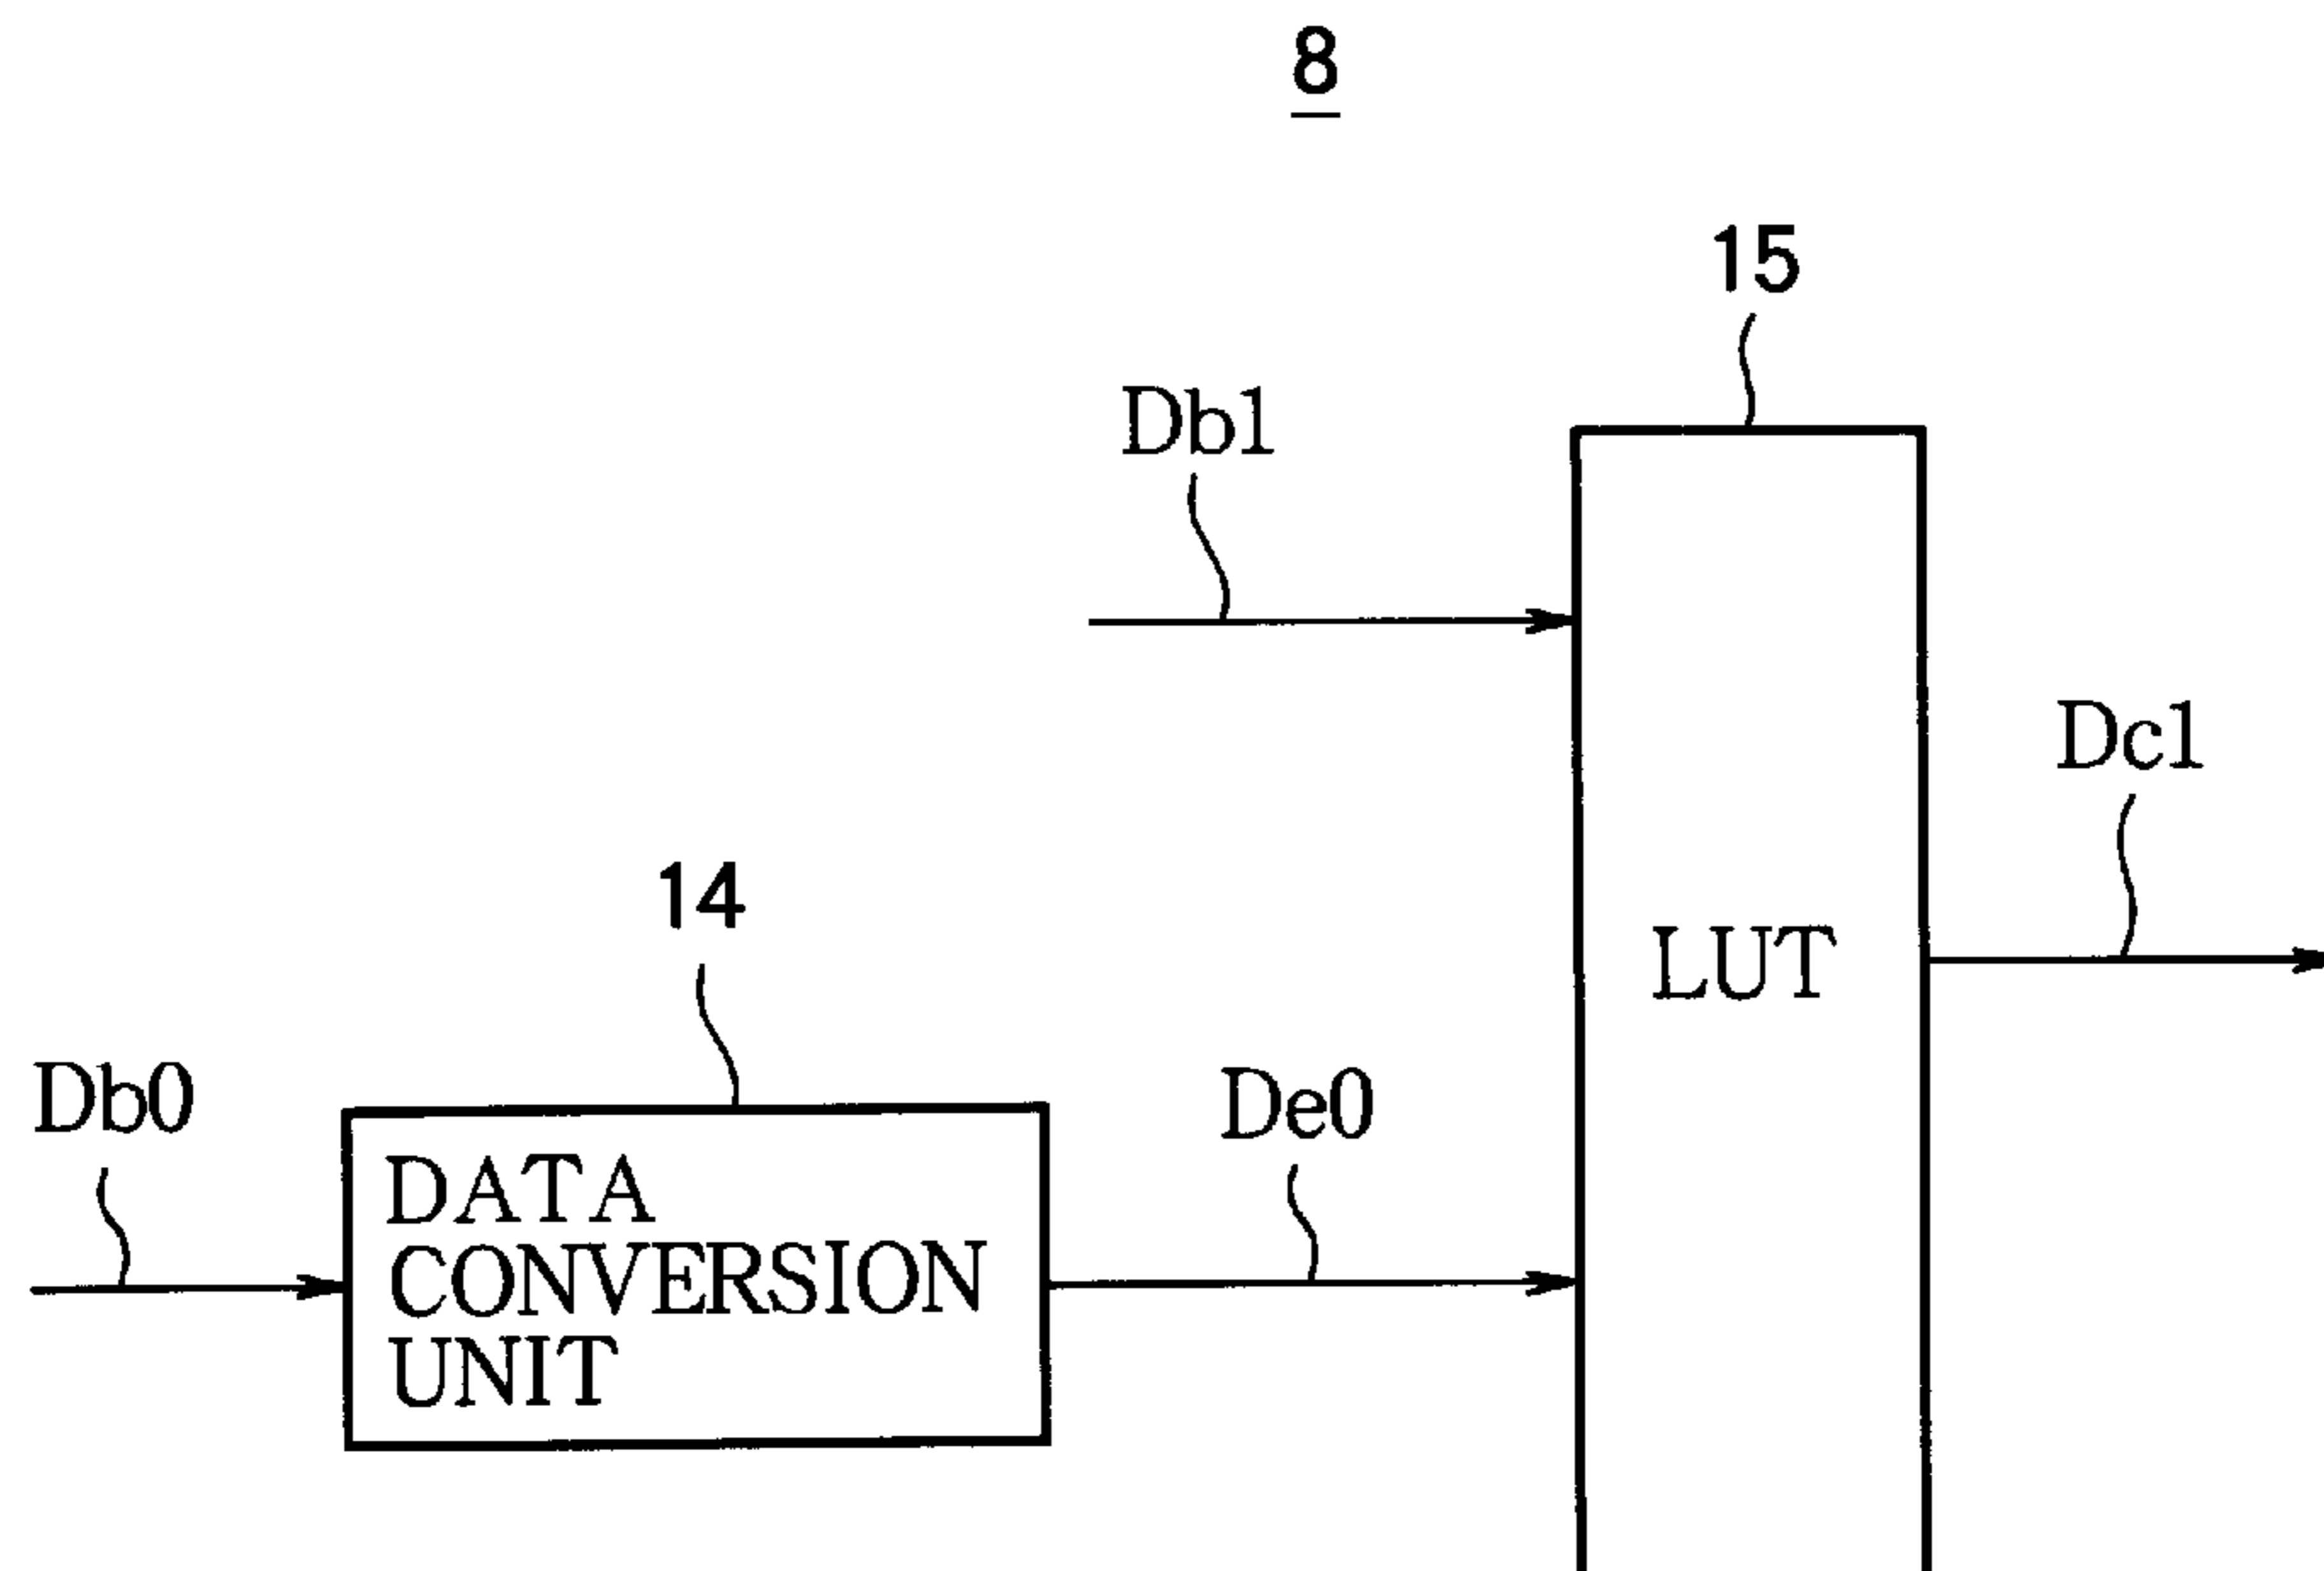 8
15
Db1
Dc1
14
LUT
Db0
De0
DATA
CONVERSION
UNIT